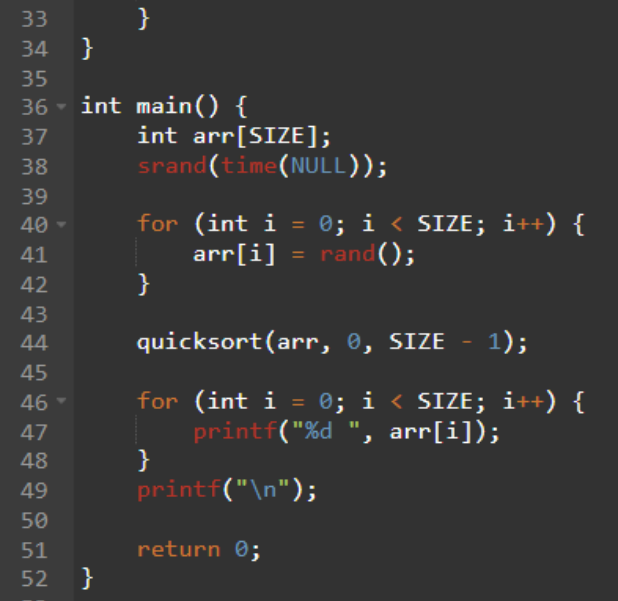 33         }
34 }
35
36 int main() {
37     int arr[SIZE];
38     srand(time(NULL));
39
40     for (int i = 0; i < SIZE; i++) {
41         arr[i] = rand();
42     }
43
44     quicksort(arr, 0, SIZE - 1);
45
46     for (int i = 0; i < SIZE; i++) {
47         printf("%d ", arr[i]);
48     }
49     printf("\n");
50
51     return 0;
52 }